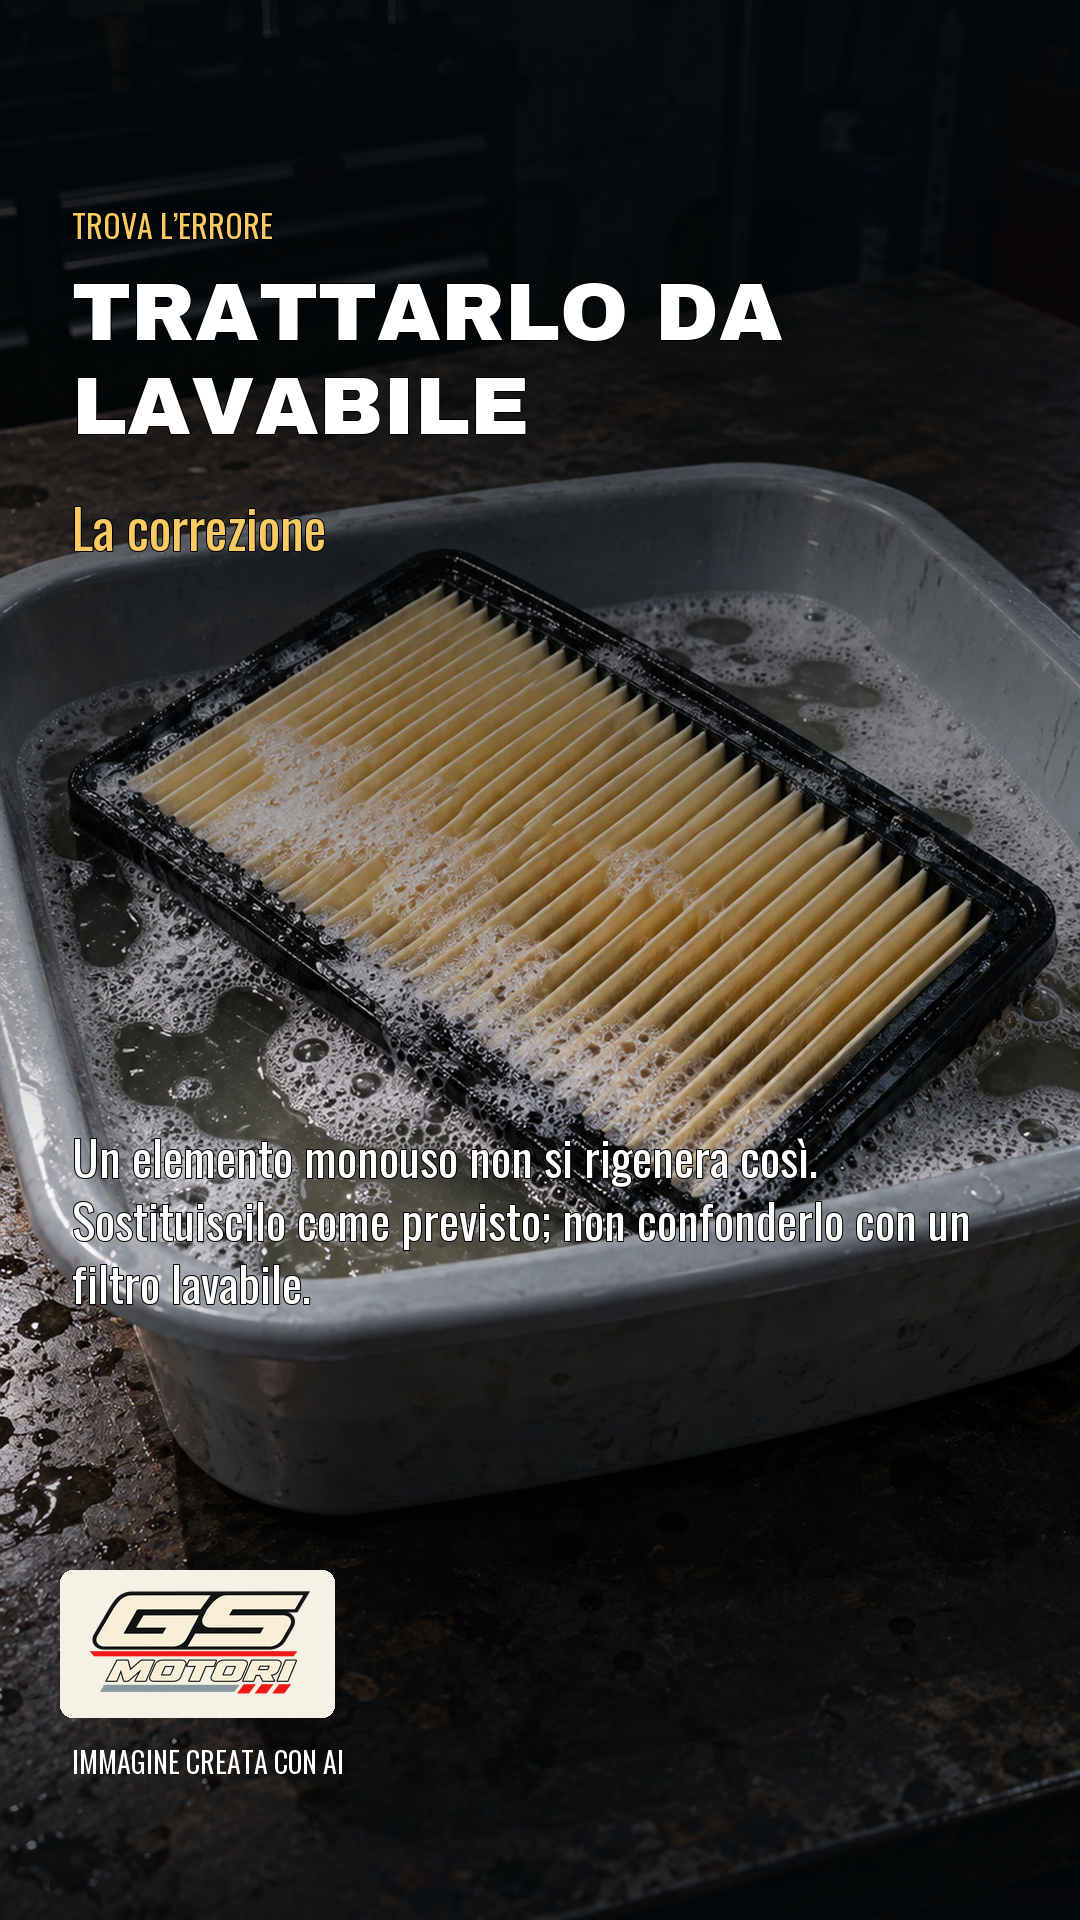 TROVA L’ERRORE
TRATTARLO DA
LAVABILE
La correzione
Un elemento monouso non si rigenera così.
Sostituiscilo come previsto; non confonderlo con un
filtro lavabile.
GS
MOTORI
IMMAGINE CREATA CON AI